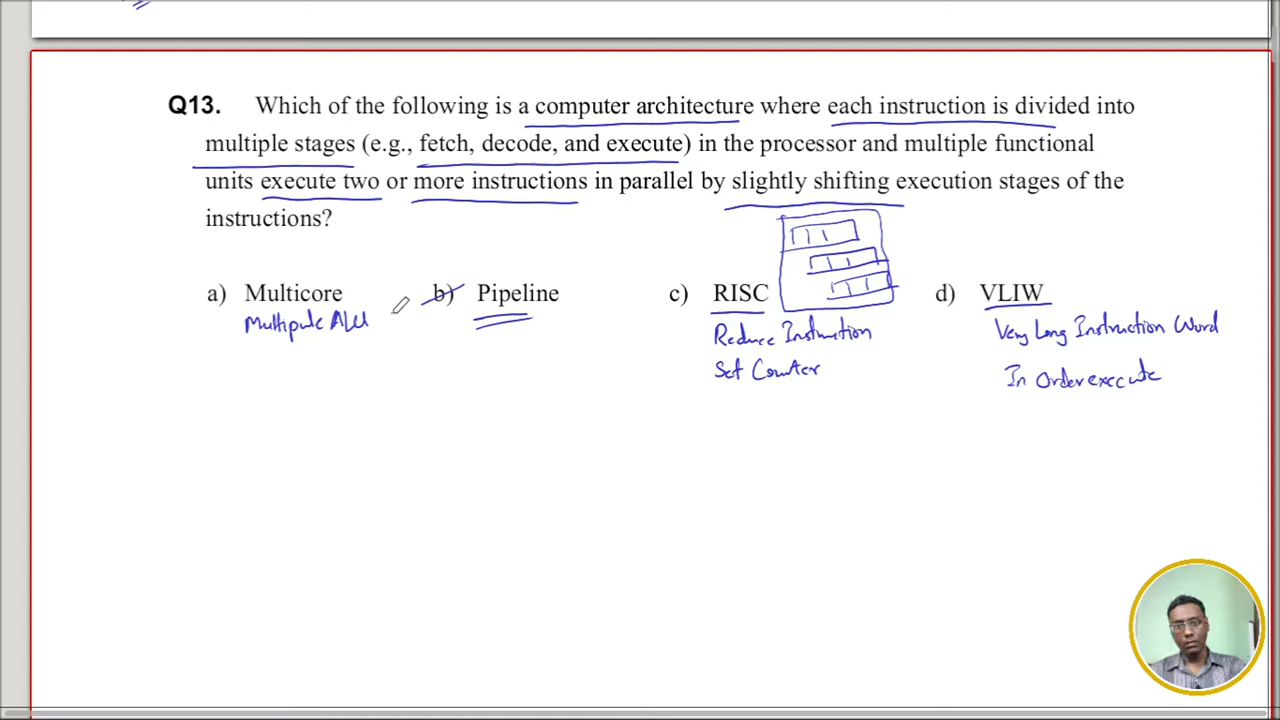 Q13. Which of the following is a computer architecture where each instruction is divided into
multiple stages (e.g., fetch, decode, and execute) in the processor and multiple functional
units execute two or more instructions in parallel by slightly shifting execution stages of the
instructions?
a) Multicore b) Pipeline c) RISC d) VLIW
Multipule ALU Reduce Instruction Very Long Instruction Word
Set Counter In Order execute